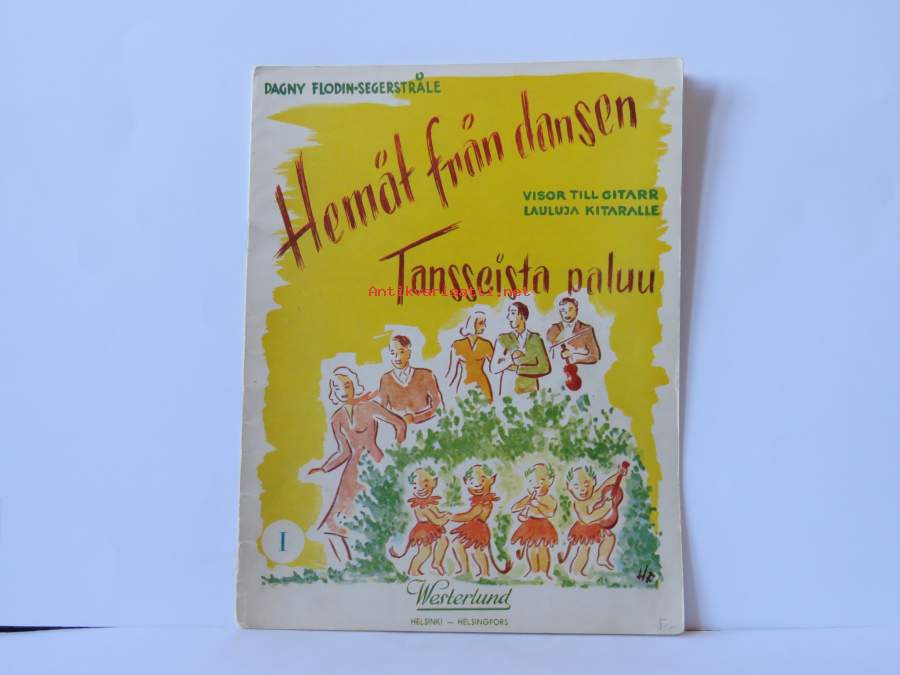 DAGNY FLODIN-SEGERSTRÅLE
Hemåt från dansen
VISOR TILL GITARR
LAULUJA KITARALLE
Tansseista paluu
Antikvariaatti.net
I
HE
Westerlund
HELSINKI — HELSINGFORS